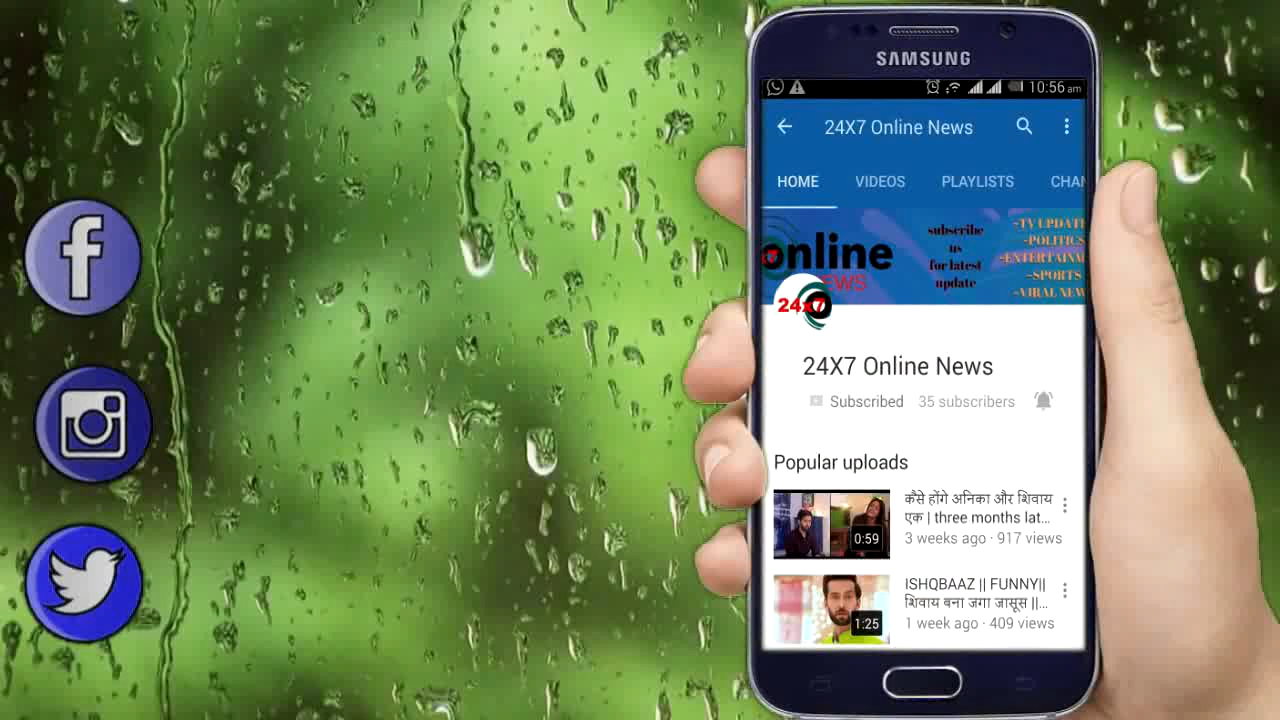 SAMSUNG
10:56 am
24X7 Online News
HOME VIDEOS PLAYLISTS CHAN
online
NEWS
24x7
subscribe
us
for latest
update
~TV UPDATE
~POLITICS
~ENTERTAINM
~SPORTS
~VIRAL NEW
24X7 Online News
Subscribed 35 subscribers
Popular uploads
कैसे होंगे अनिका और शिवाय
एक | three months lat...
3 weeks ago · 917 views
0:59
ISHQBAAZ || FUNNY||
शिवाय बना जगा जासूस ||...
1 week ago · 409 views
1:25